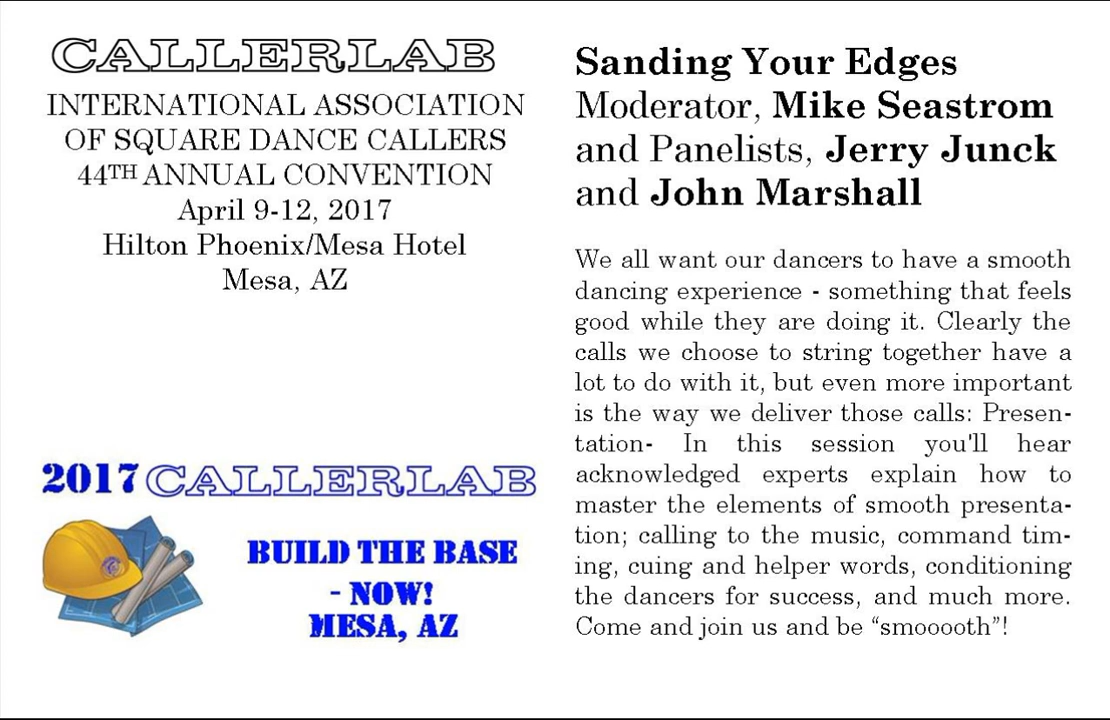 CALLERLAB
INTERNATIONAL ASSOCIATION
OF SQUARE DANCE CALLERS
44TH ANNUAL CONVENTION
April 9-12, 2017
Hilton Phoenix/Mesa Hotel
Mesa, AZ
2017 CALLERLAB
BUILD THE BASE
- NOW!
MESA, AZ
Sanding Your Edges
Moderator, Mike Seastrom
and Panelists, Jerry Junck
and John Marshall
We all want our dancers to have a smooth
dancing experience - something that feels
good while they are doing it. Clearly the
calls we choose to string together have a
lot to do with it, but even more important
is the way we deliver those calls: Presen-
tation- In this session you'll hear
acknowledged experts explain how to
master the elements of smooth presenta-
tion; calling to the music, command tim-
ing, cuing and helper words, conditioning
the dancers for success, and much more.
Come and join us and be “smooooth”!